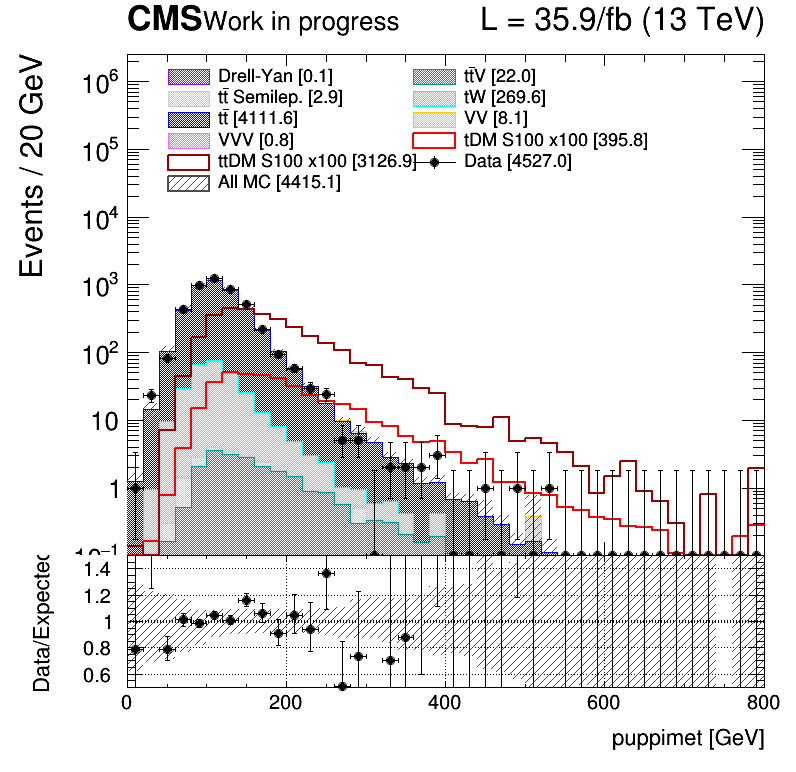 CMS Work in progress L = 35.9/fb (13 TeV)
Events / 20 GeV
Drell-Yan [0.1] tt̄V [22.0]
tt̄ Semilep. [2.9] tW [269.6]
tt̄ [4111.6] VV [8.1]
VVV [0.8] tDM S100 x100 [395.8]
ttDM S100 x100 [3126.9] Data [4527.0]
All MC [4415.1]
10⁶
10⁵
10⁴
10³
10²
10
1
10⁻¹
Data/Expected
1.4
1.2
1
0.8
0.6
0 200 400 600 800
puppimet [GeV]